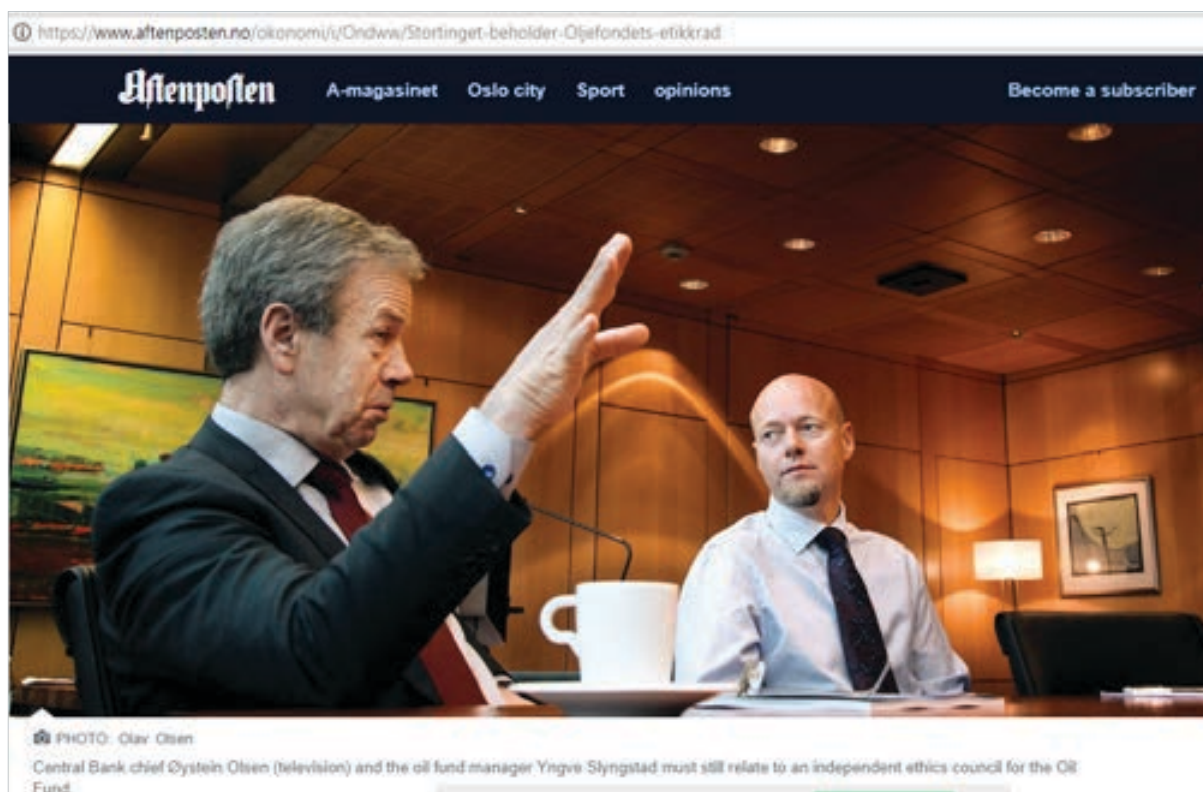 https://www.aftenposten.no/okonomi/i/Ondww/Stortinget-beholder-Oljefondets-etikkrad
Aftenposten A-magasinet Oslo city Sport opinions Become a subscriber
PHOTO: Olav Olsen
Central Bank chief Øystein Olsen (television) and the oil fund manager Yngve Slyngstad must still relate to an independent ethics council for the Oil
Fund